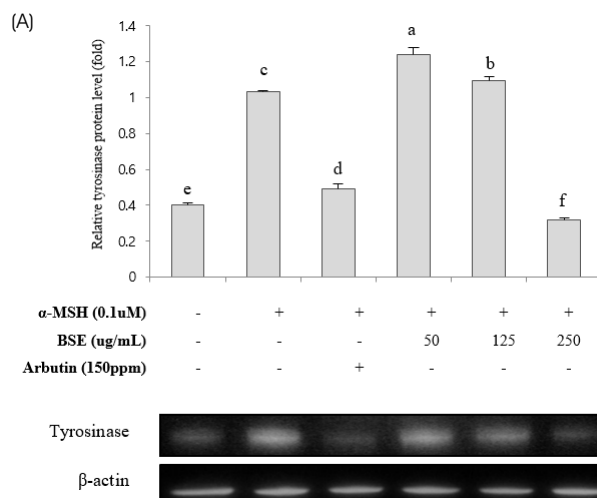 (A)
Relative tyrosinase protein level (fold)
1.4
1.2
1
0.8
0.6
0.4
0.2
0
e
c
d
a
b
f
α-MSH (0.1uM) - + + + + +
BSE (ug/mL) - - - 50 125 250
Arbutin (150ppm) - - + - - -
Tyrosinase
β-actin